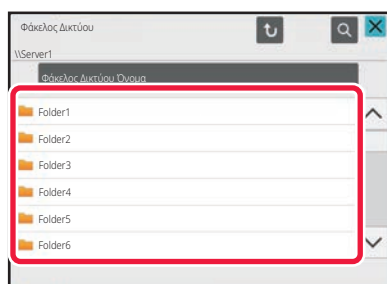 Φάκελος Δικτύου
\\Server1
Φάκελος Δικτύου Όνομα
Folder1
Folder2
Folder3
Folder4
Folder5
Folder6